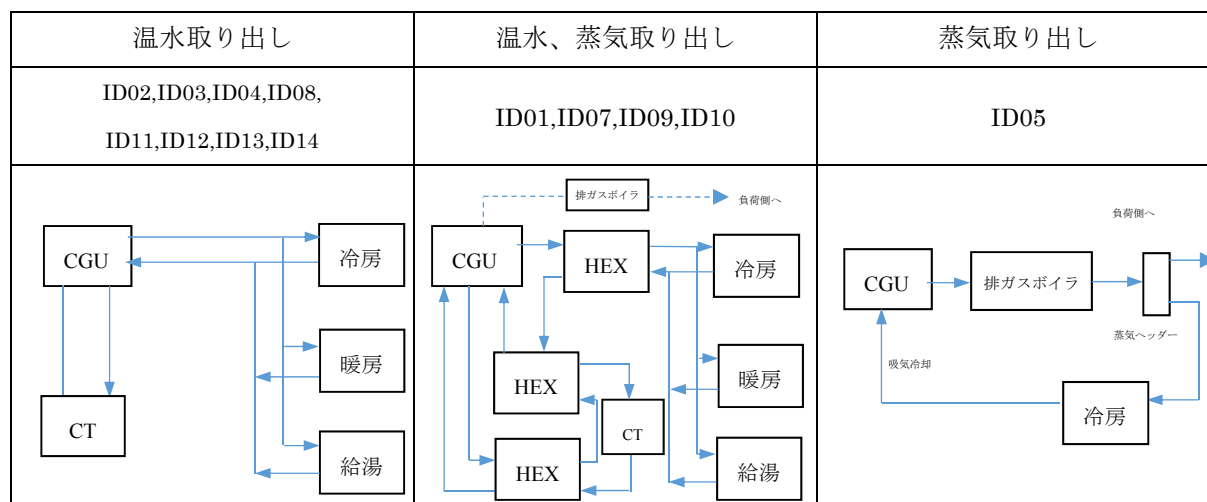 温水取り出し
温水、蒸気取り出し
蒸気取り出し
ID02,ID03,ID04,ID08,
ID11,ID12,ID13,ID14
ID01,ID07,ID09,ID10
ID05
CGU
冷房
暖房
CT
給湯
排ガスボイラ
負荷側へ
CGU
HEX
冷房
HEX
暖房
CT
HEX
給湯
負荷側へ
CGU
排ガスボイラ
蒸気ヘッダー
吸気冷却
冷房